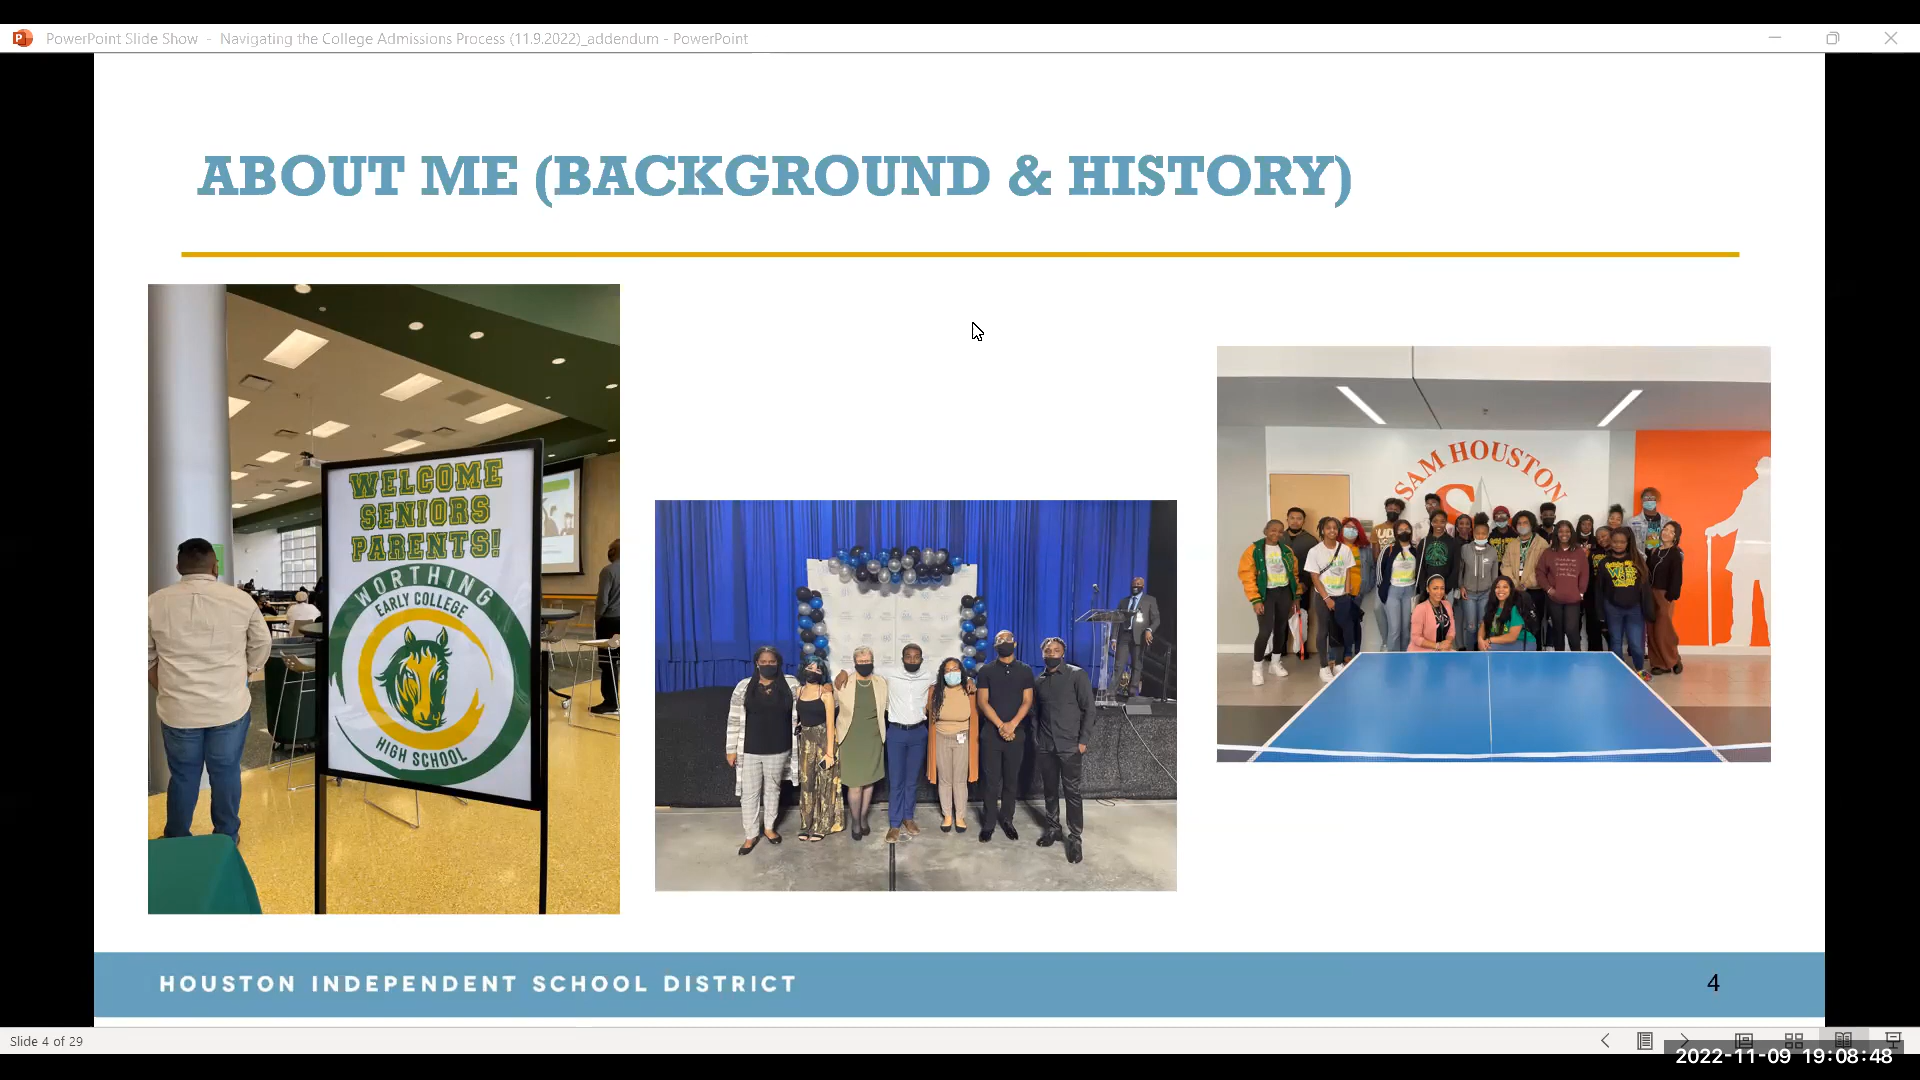 PowerPoint Slide Show - Navigating the College Admissions Process (11.9.2022)_addendum - PowerPoint
ABOUT ME (BACKGROUND & HISTORY)
WELCOME
SENIORS
PARENTS!
WORTHING
EARLY COLLEGE
HIGH SCHOOL
SAM HOUSTON
HOUSTON INDEPENDENT SCHOOL DISTRICT
4
Slide 4 of 29
2022-11-09 19:08:48